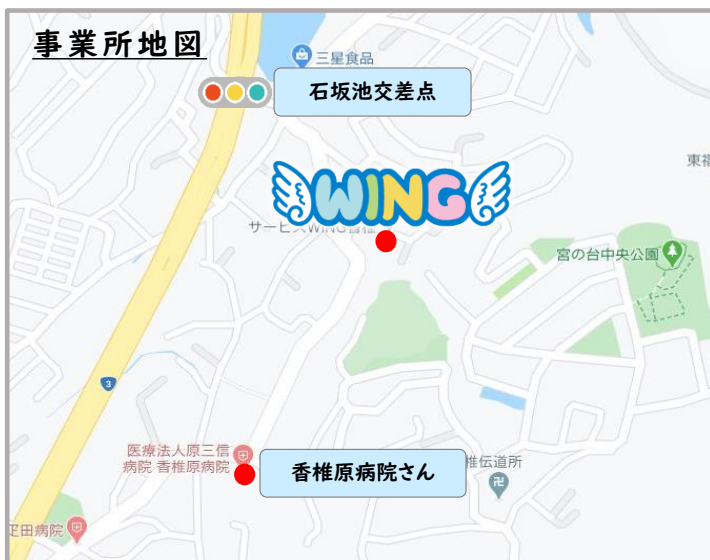 事業所地図
三星食品
石坂池交差点
東福
WING
サービスWING香椎
宮の台中央公園
3
医療法人原三信
病院 香椎原病院
香椎原病院さん
椎伝道所
疋田病院